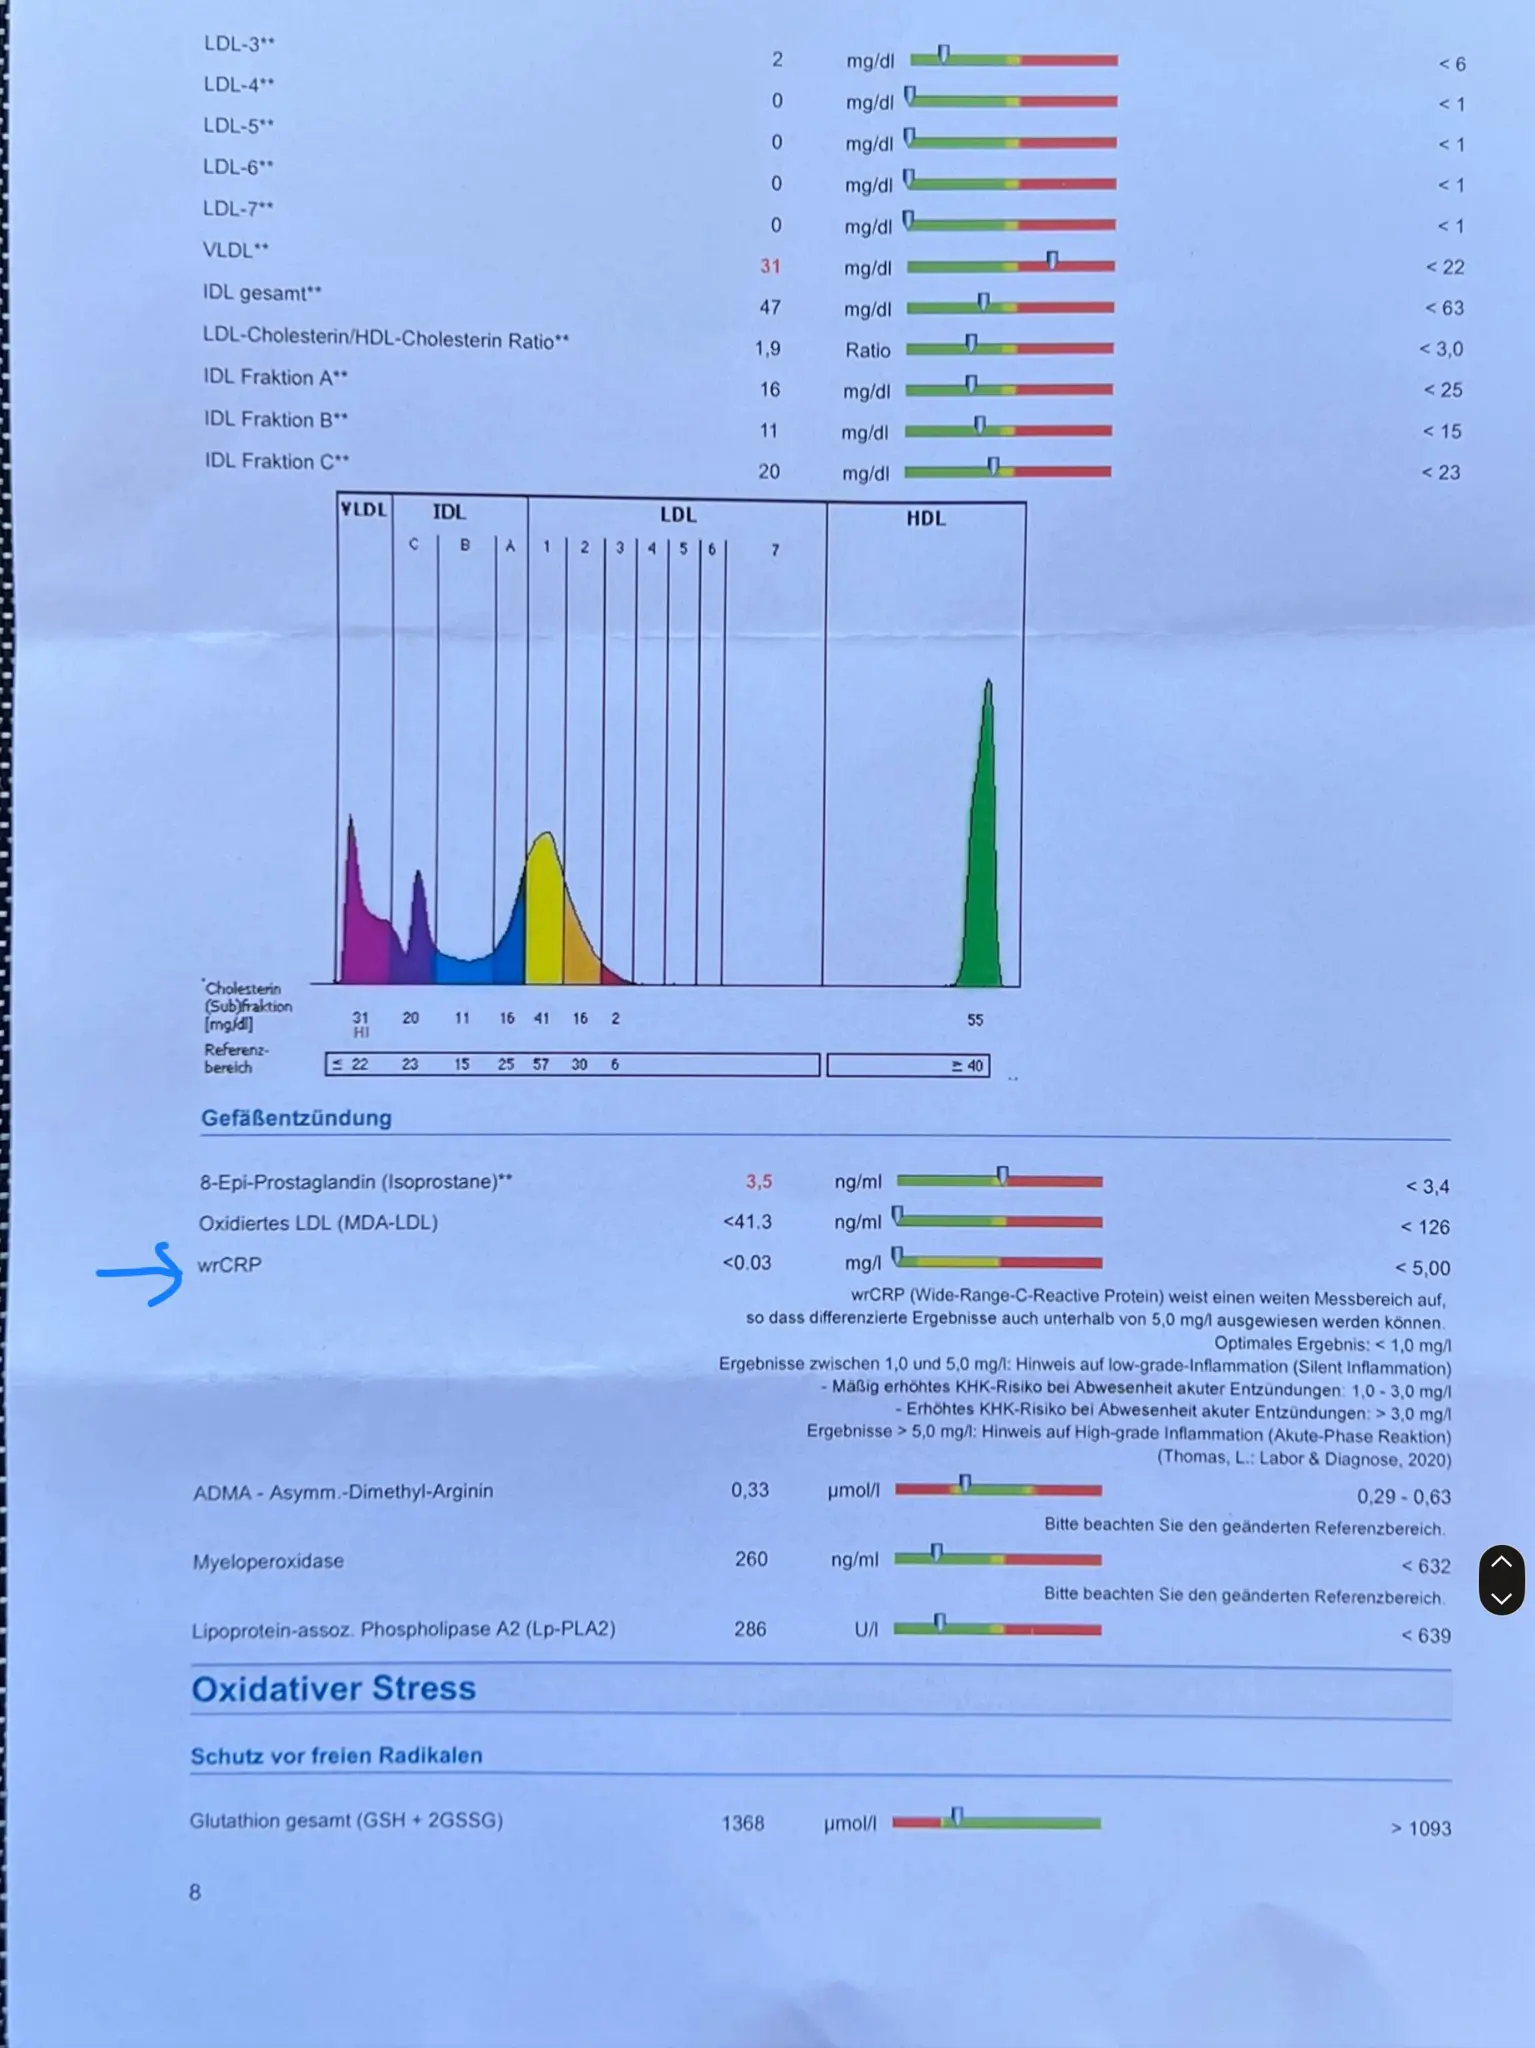 LDL-3** 2 mg/dl < 6
LDL-4** 0 mg/dl < 1
LDL-5** 0 mg/dl < 1
LDL-6** 0 mg/dl < 1
LDL-7** 0 mg/dl < 1
VLDL** 31 mg/dl < 22
IDL gesamt** 47 mg/dl < 63
LDL-Cholesterin/HDL-Cholesterin Ratio** 1,9 Ratio < 3,0
IDL Fraktion A** 16 mg/dl < 25
IDL Fraktion B** 11 mg/dl < 15
IDL Fraktion C** 20 mg/dl < 23
VLDL IDL LDL HDL
C B A 1 2 3 4 5 6 7
*Cholesterin
(Sub)fraktion
[mg/dl] 31 20 11 16 41 16 2 55
HI
Referenz-
bereich ≤ 22 23 15 25 57 30 6 ≥ 40
Gefäßentzündung
8-Epi-Prostaglandin (Isoprostane)** 3,5 ng/ml < 3,4
Oxidiertes LDL (MDA-LDL) <41.3 ng/ml < 126
wrCRP <0.03 mg/l < 5,00
wrCRP (Wide-Range-C-Reactive Protein) weist einen weiten Messbereich auf,
so dass differenzierte Ergebnisse auch unterhalb von 5,0 mg/l ausgewiesen werden können.
Optimales Ergebnis: < 1,0 mg/l
Ergebnisse zwischen 1,0 und 5,0 mg/l: Hinweis auf low-grade-Inflammation (Silent Inflammation)
- Mäßig erhöhtes KHK-Risiko bei Abwesenheit akuter Entzündungen: 1,0 - 3,0 mg/l
- Erhöhtes KHK-Risiko bei Abwesenheit akuter Entzündungen: > 3,0 mg/l
Ergebnisse > 5,0 mg/l: Hinweis auf High-grade Inflammation (Akute-Phase Reaktion)
(Thomas, L.: Labor & Diagnose, 2020)
ADMA - Asymm.-Dimethyl-Arginin 0,33 µmol/l 0,29 - 0,63
Bitte beachten Sie den geänderten Referenzbereich.
Myeloperoxidase 260 ng/ml < 632
Bitte beachten Sie den geänderten Referenzbereich.
Lipoprotein-assoz. Phospholipase A2 (Lp-PLA2) 286 U/l < 639
Oxidativer Stress
Schutz vor freien Radikalen
Glutathion gesamt (GSH + 2GSSG) 1368 µmol/l > 1093
8